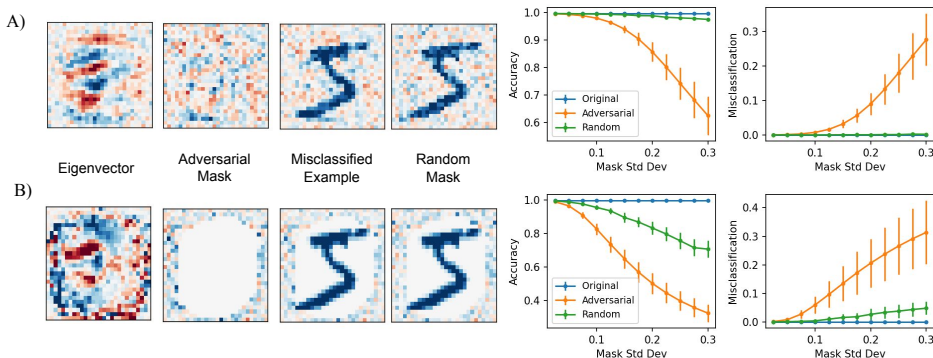 A)
Eigenvector
Adversarial
Mask
Misclassified
Example
Random
Mask
Accuracy
1.0
0.9
0.8
0.7
0.6
Original
Adversarial
Random
0.1
0.2
0.3
Mask Std Dev
Misclassification
0.3
0.2
0.1
0.0
0.1
0.2
0.3
Mask Std Dev
B)
Accuracy
1.0
0.8
0.6
0.4
Original
Adversarial
Random
0.1
0.2
0.3
Mask Std Dev
Misclassification
0.4
0.3
0.2
0.1
0.0
0.1
0.2
0.3
Mask Std Dev